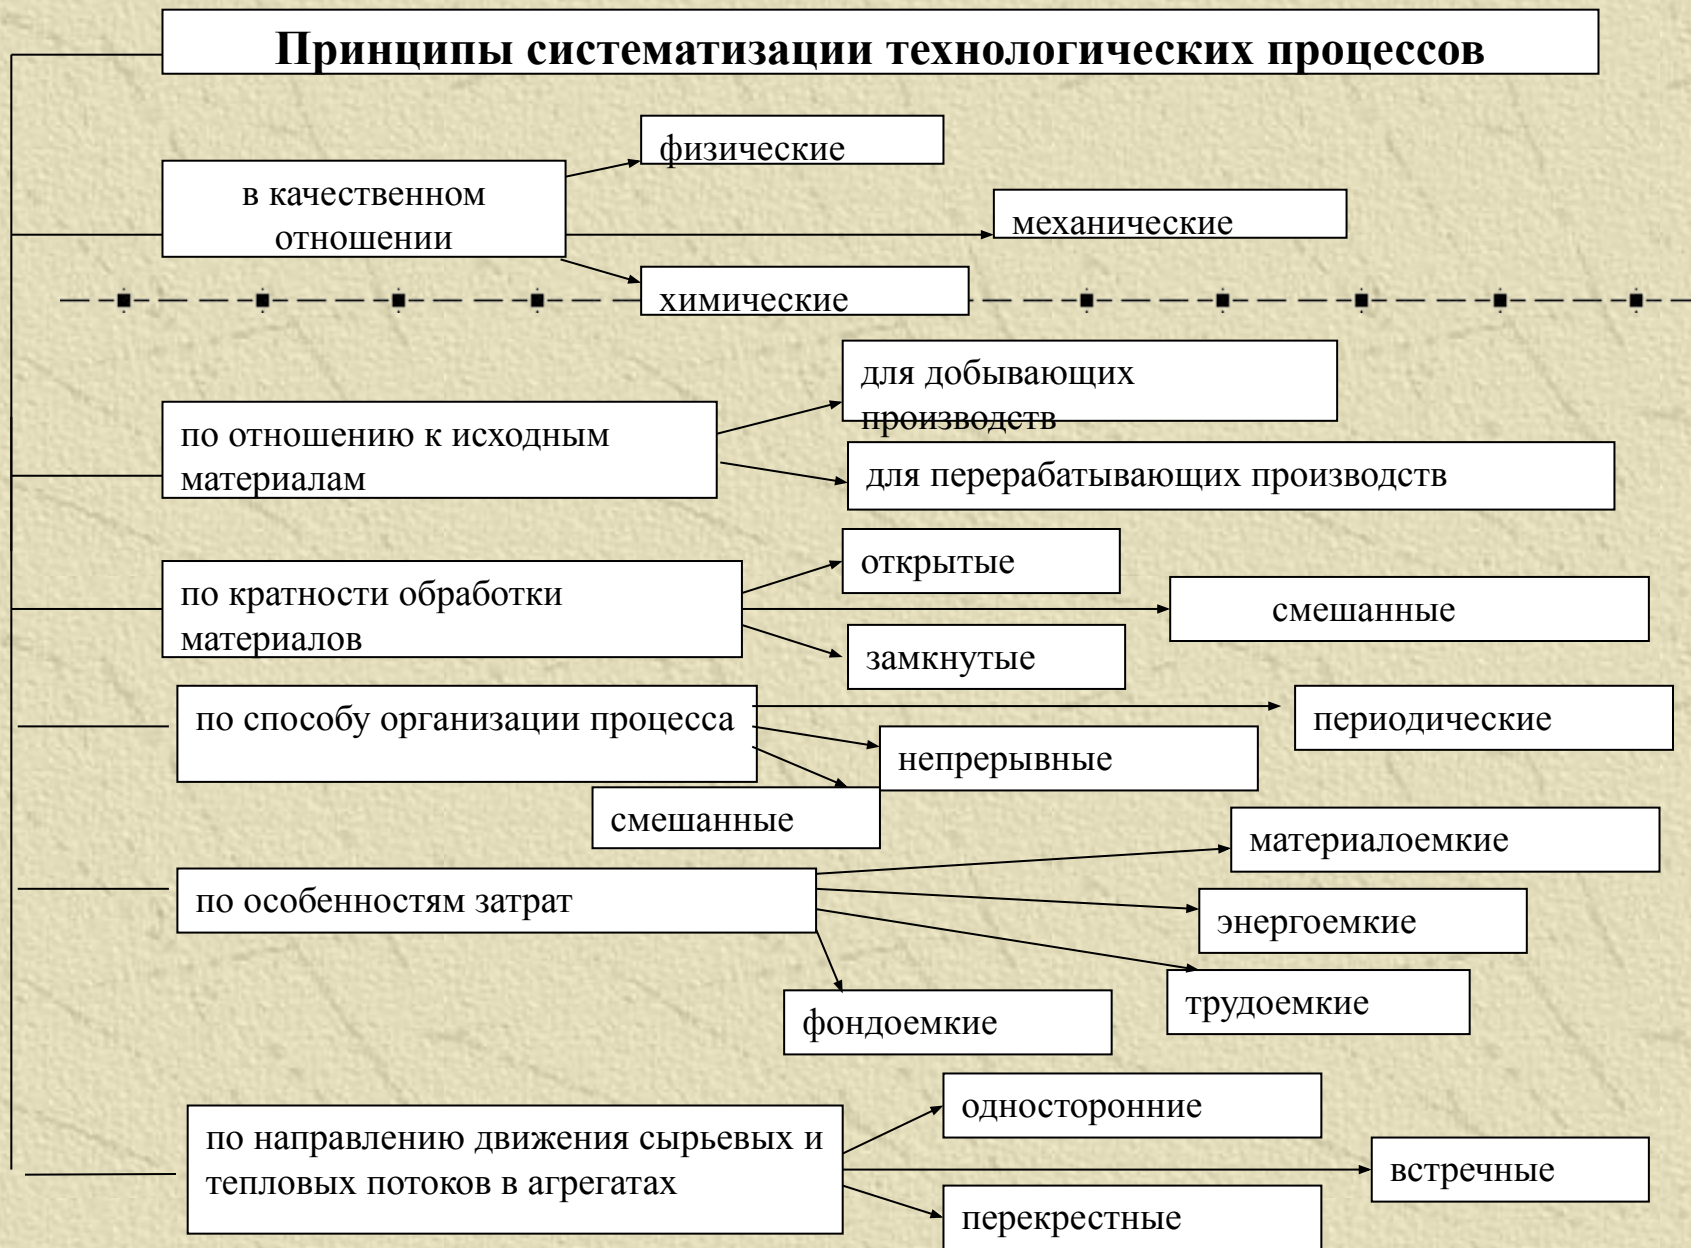 Принципы систематизации технологических процессов
физические
в качественном
отношении
механические
химические
для добывающих
производств
по отношению к исходным
материалам
для перерабатывающих производств
открытые
по кратности обработки
материалов
смешанные
замкнутые
по способу организации процесса
периодические
непрерывные
смешанные
материалоемкие
по особенностям затрат
энергоемкие
трудоемкие
фондоемкие
односторонние
по направлению движения сырьевых и
тепловых потоков в агрегатах
встречные
перекрестные